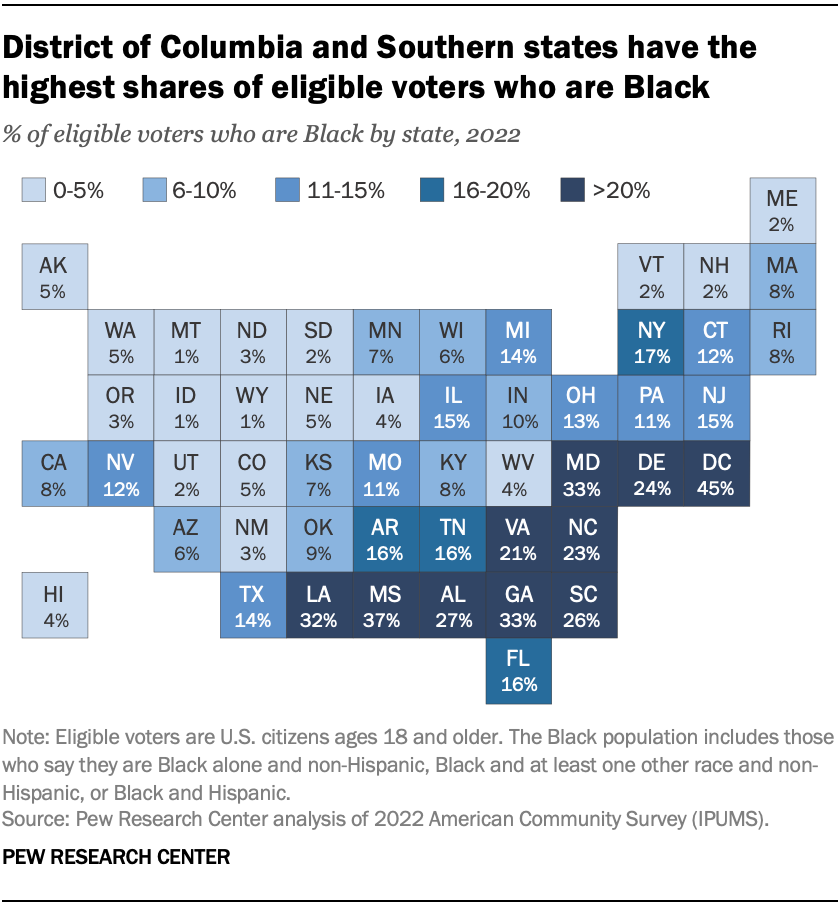 District of Columbia and Southern states have the
highest shares of eligible voters who are Black
% of eligible voters who are Black by state, 2022
0-5% 6-10% 11-15% 16-20% >20%
ME
2%
AK VT NH MA
5% 2% 2% 8%
WA MT ND SD MN WI MI NY CT RI
5% 1% 3% 2% 7% 6% 14% 17% 12% 8%
OR ID WY NE IA IL IN OH PA NJ
3% 1% 1% 5% 4% 15% 10% 13% 11% 15%
CA NV UT CO KS MO KY WV MD DE DC
8% 12% 2% 5% 7% 11% 8% 4% 33% 24% 45%
AZ NM OK AR TN VA NC
6% 3% 9% 16% 16% 21% 23%
HI TX LA MS AL GA SC
4% 14% 32% 37% 27% 33% 26%
FL
16%
Note: Eligible voters are U.S. citizens ages 18 and older. The Black population includes those
who say they are Black alone and non-Hispanic, Black and at least one other race and non-
Hispanic, or Black and Hispanic.
Source: Pew Research Center analysis of 2022 American Community Survey (IPUMS).
PEW RESEARCH CENTER